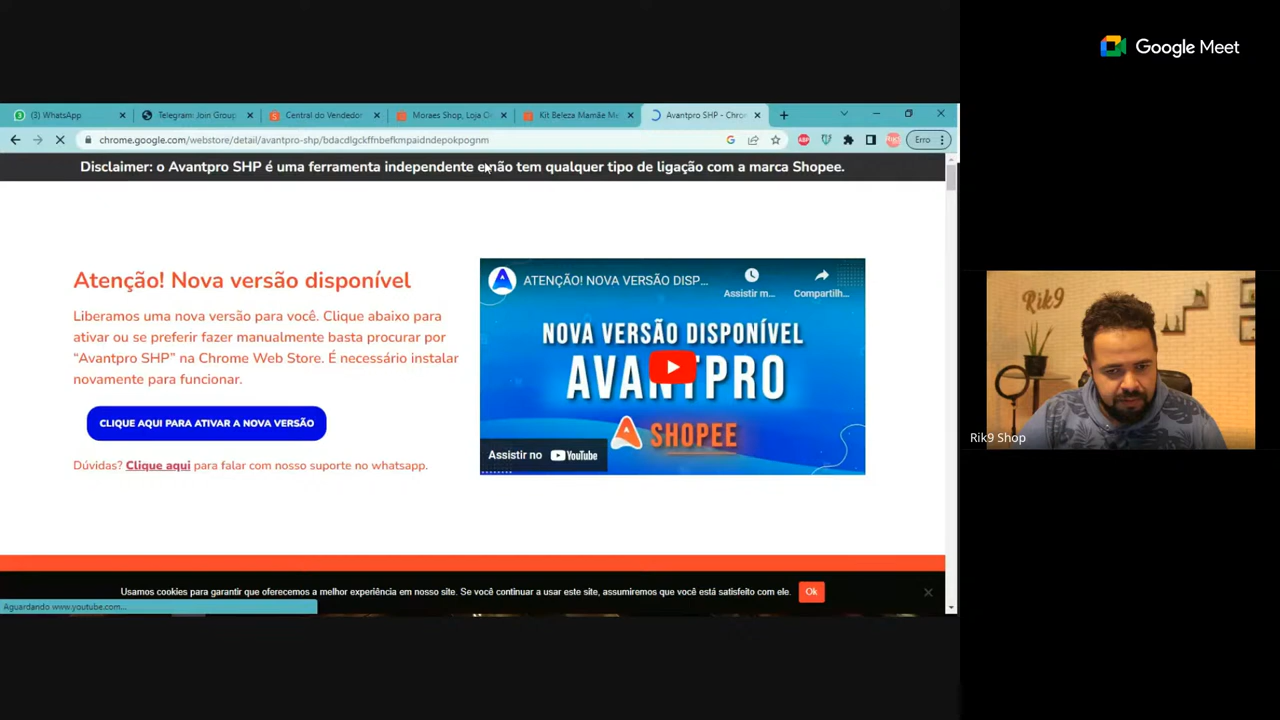 Google Meet
(3) WhatsApp
Telegram: Join Group
Central do Vendedor
Moraes Shop, Loja O
Kit Beleza Mamãe M
Avantpro SHP - Chro
chrome.google.com/webstore/detail/avantpro-shp/bdacdlgckffnbefkmpaidndepokpognm
ABP
Erro
Disclaimer: o Avantpro SHP é uma ferramenta independente e não tem qualquer tipo de ligação com a marca Shopee.
Atenção! Nova versão disponível
Liberamos uma nova versão para você. Clique abaixo para
ativar ou se preferir fazer manualmente basta procurar por
“Avantpro SHP” na Chrome Web Store. É necessário instalar
novamente para funcionar.
CLIQUE AQUI PARA ATIVAR A NOVA VERSÃO
Dúvidas? Clique aqui para falar com nosso suporte no whatsapp.
ATENÇÃO! NOVA VERSÃO DISP...
Assistir m...
Compartilh...
NOVA VERSÃO DISPONÍVEL
AVANTPRO
SHOPEE
Assistir no YouTube
Usamos cookies para garantir que oferecemos a melhor experiência em nosso site. Se você continuar a usar este site, assumiremos que você está satisfeito com ele.
Ok
Aguardando www.youtube.com...
Rik9
Rik9 Shop